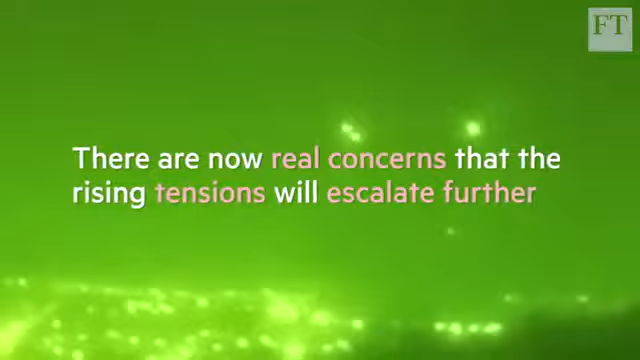 FT
There are now real concerns that the
rising tensions will escalate further